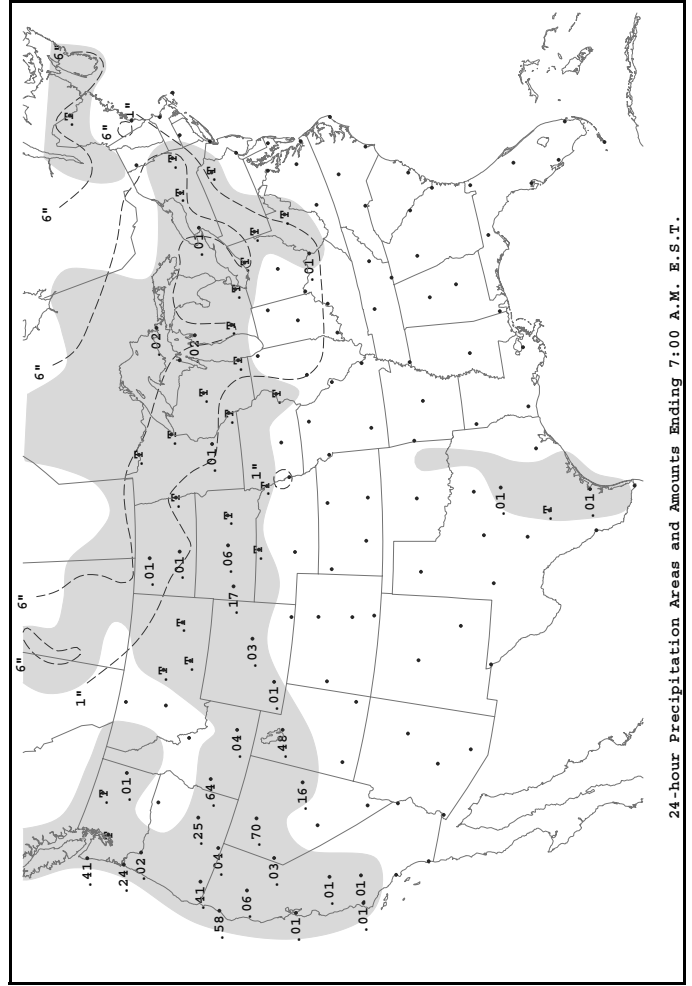 6"
6"
6"
6"
6"
T
1"
.41
T
6"
.24
.01
1"
T
.02
.01
.02
T
T
T
T
.01
T
T
T
.02
.25
.01
.41
T
.64
T
.01
.04
.58
.06
T
T
T
.17
T
.04
T
T
.06
.03
T
.70
1"
T
T
.03
.01
T
.48
T
.01
.16
.01
.01
.01
.01
.01
T
.01
24-hour Precipitation Areas and Amounts Ending 7:00 A.M. E.S.T.